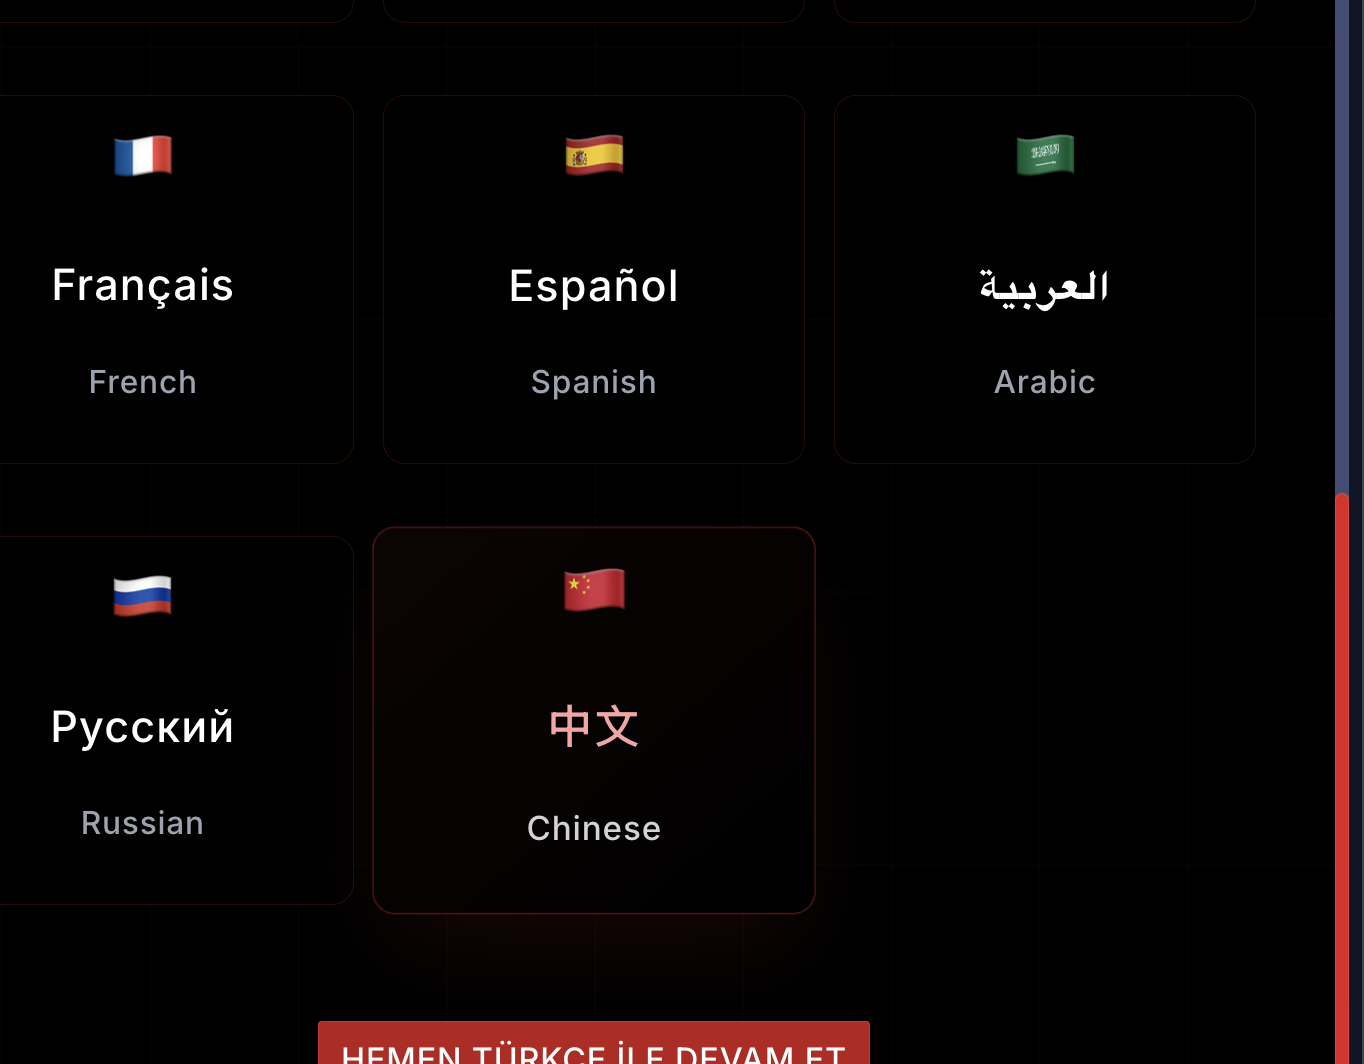 Français
Español
العربية
French
Spanish
Arabic
Русский
中文
Russian
Chinese
HEMEN TÜRKÇE İLE DEVAM ET